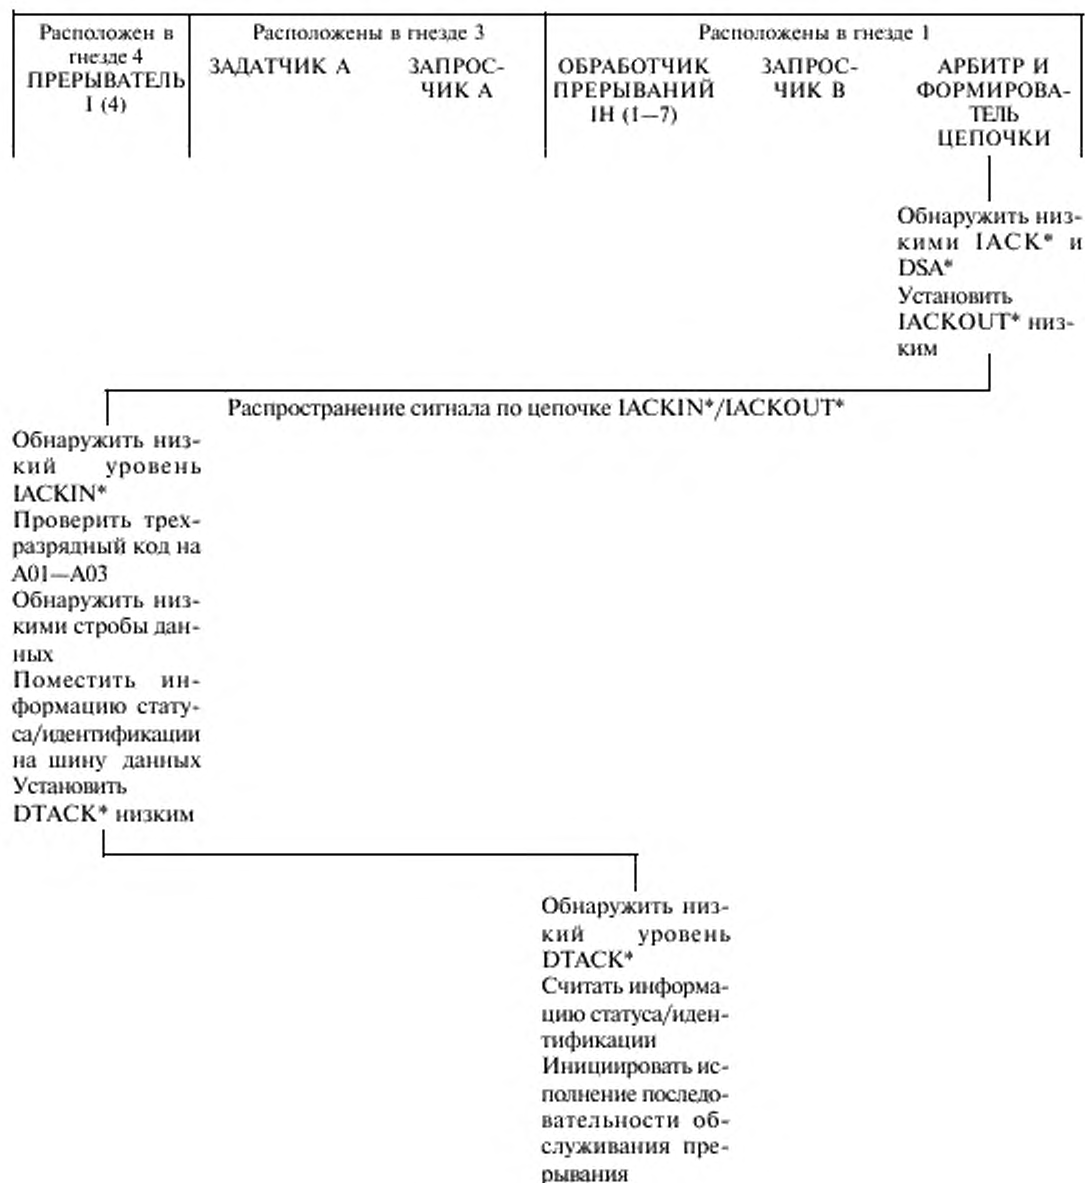 Расположен в
гнезде 4
ПРЕРЫВАТЕЛЬ
I (4)
Расположены в гнезде 3
ЗАДАТЧИК А
ЗАПРОС-
ЧИК А
Расположены в гнезде 1
ОБРАБОТЧИК
ПРЕРЫВАНИЙ
IH (1—7)
ЗАПРОС-
ЧИК В
АРБИТР И
ФОРМИРОВА-
ТЕЛЬ
ЦЕПОЧКИ
Обнаружить низ-
кими IACK* и
DSA*
Установить
IACKOUT* низ-
ким
Распространение сигнала по цепочке IACKIN*/IACKOUT*
Обнаружить низ-
кий уровень
IACKIN*
Проверить трех-
разрядный код на
A01—A03
Обнаружить низ-
кими стробы дан-
ных
Поместить ин-
формацию стату-
са/идентификации
на шину данных
Установить
DTACK* низким
Обнаружить низ-
кий уровень
DTACK*
Считать информа-
цию статуса/иден-
тификации
Инициировать ис-
полнение последо-
вательности об-
служивания пре-
рывания